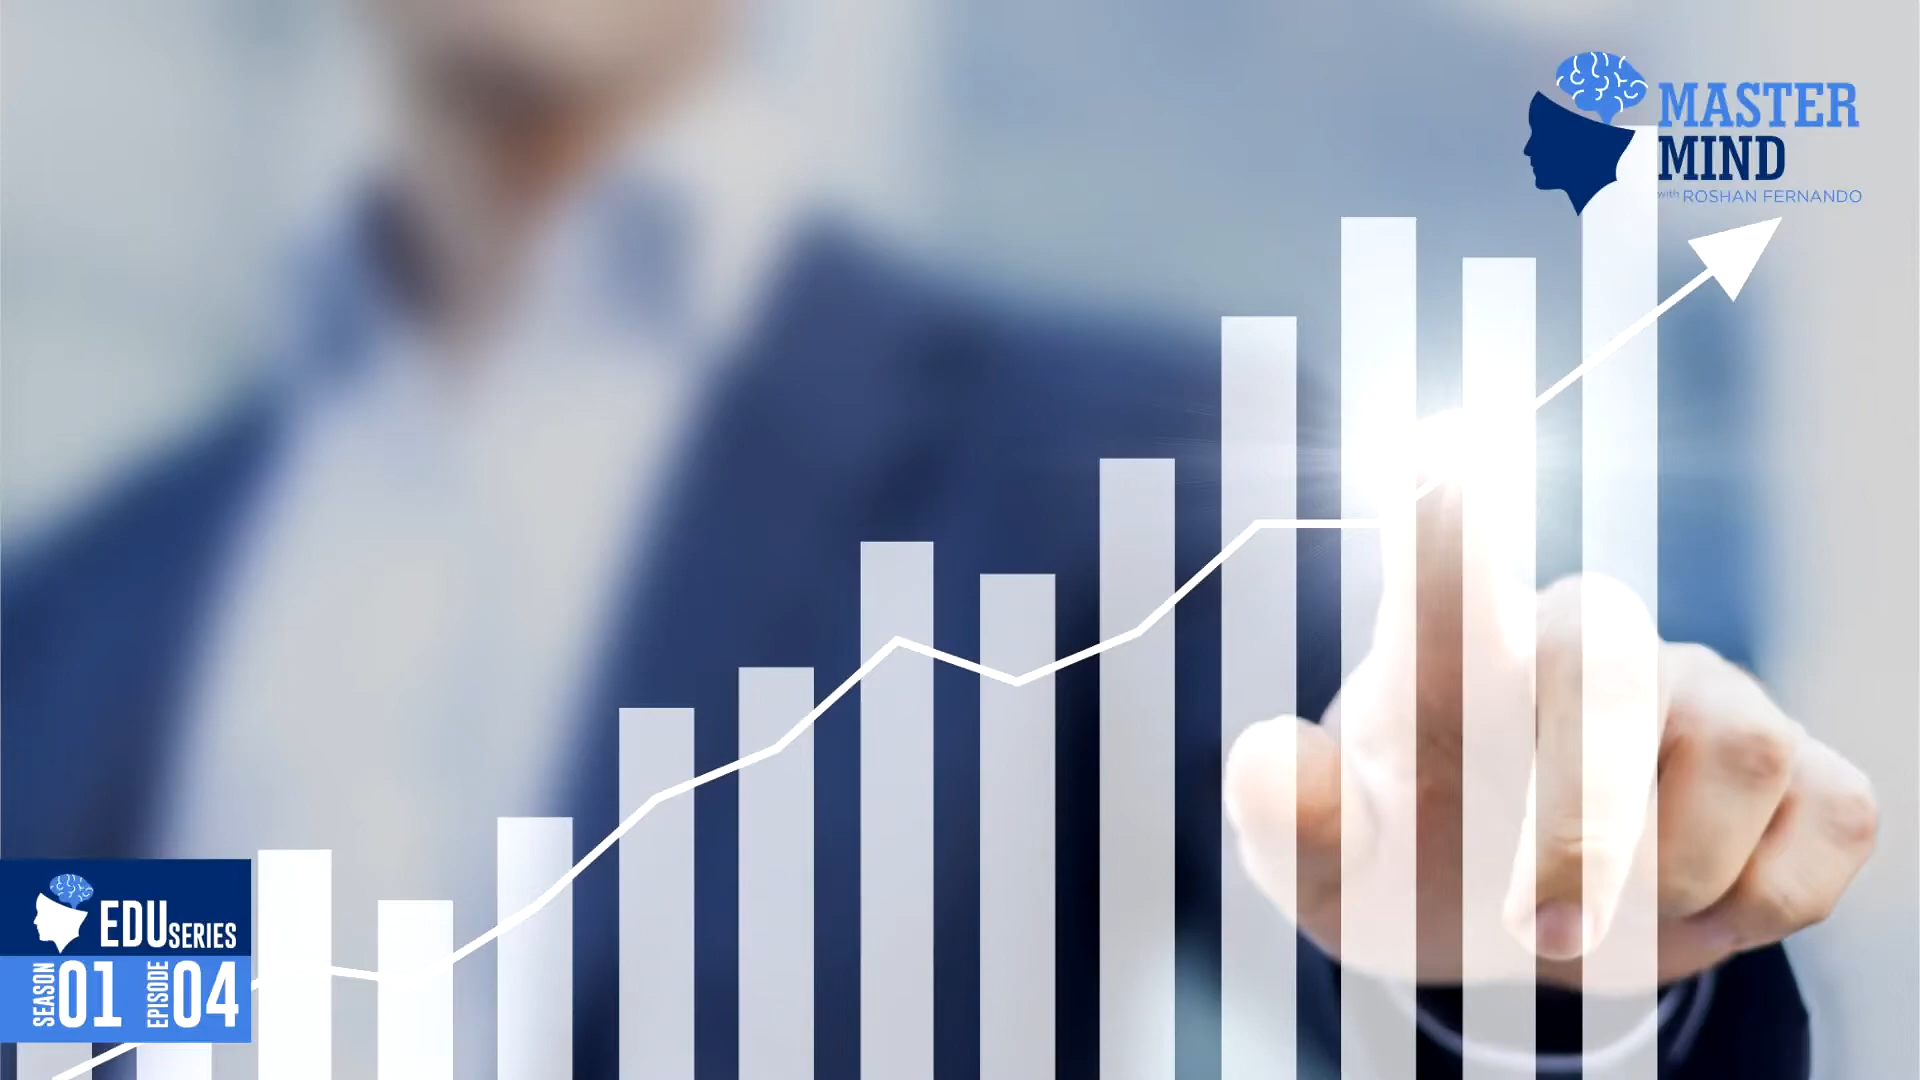 MASTER
MIND
with ROSHAN FERNANDO
EDU SERIES
SEASON 01 EPISODE 04